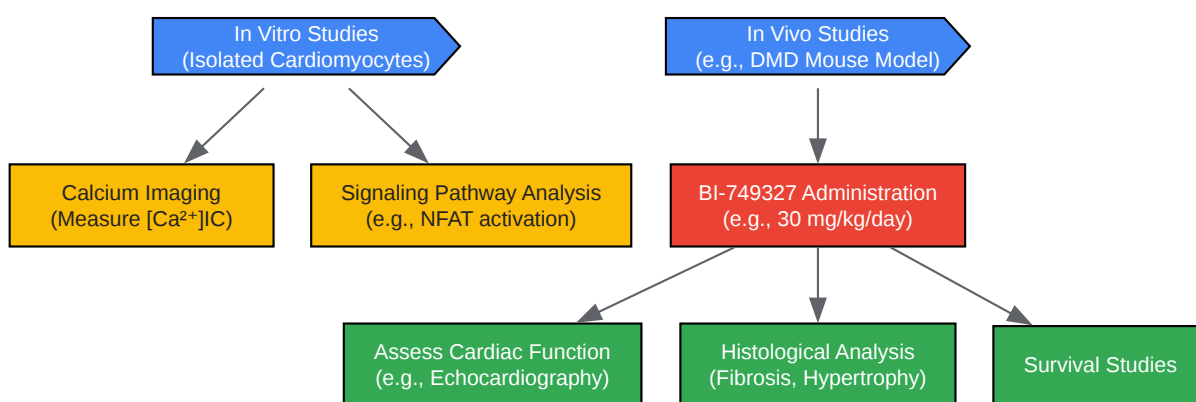 In Vitro Studies
(Isolated Cardiomyocytes)
In Vivo Studies
(e.g., DMD Mouse Model)
Calcium Imaging
(Measure [Ca²⁺]IC)
Signaling Pathway Analysis
(e.g., NFAT activation)
BI-749327 Administration
(e.g., 30 mg/kg/day)
Assess Cardiac Function
(e.g., Echocardiography)
Histological Analysis
(Fibrosis, Hypertrophy)
Survival Studies